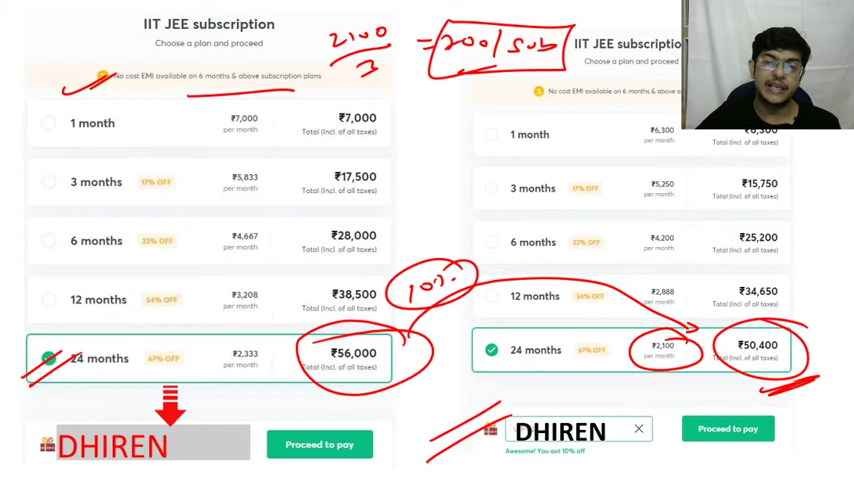 IIT JEE subscription
Choose a plan and proceed
No cost EMI available on 6 months & above subscription plans
1 month
₹7,000
per month
₹7,000
Total (Incl. of all taxes)
3 months
17% OFF
₹5,833
per month
₹17,500
Total (Incl. of all taxes)
6 months
33% OFF
₹4,667
per month
₹28,000
Total (Incl. of all taxes)
12 months
54% OFF
₹3,208
per month
₹38,500
Total (Incl. of all taxes)
24 months
67% OFF
₹2,333
per month
₹56,000
Total (Incl. of all taxes)
DHIREN
Proceed to pay
2100
3
= 700/sub
10%
IIT JEE subscriptio
Choose a plan and proceed
No cost EMI available on 6 months & above su
1 month
₹6,300
per month
₹6,300
Total (Incl. of all taxes)
3 months
17% OFF
₹5,250
per month
₹15,750
Total (Incl. of all taxes)
6 months
33% OFF
₹4,200
per month
₹25,200
Total (Incl. of all taxes)
12 months
54% OFF
₹2,888
per month
₹34,650
Total (Incl. of all taxes)
24 months
67% OFF
₹2,100
per month
₹50,400
Total (Incl. of all taxes)
DHIREN
Awesome! You got 10% off
Proceed to pay